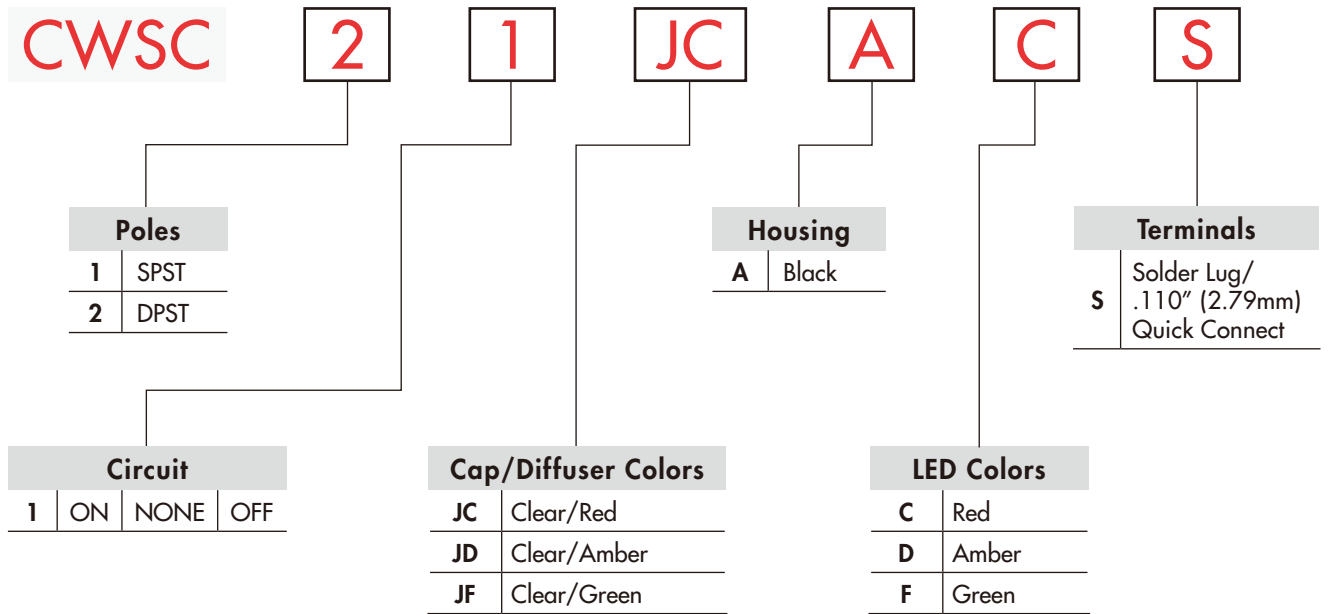 CWSC 2 1 JC A C S
Poles
1 SPST
2 DPST
Housing
A Black
Terminals
S Solder Lug/
.110″ (2.79mm)
Quick Connect
Circuit
1 ON NONE OFF
Cap/Diffuser Colors
JC Clear/Red
JD Clear/Amber
JF Clear/Green
LED Colors
C Red
D Amber
F Green